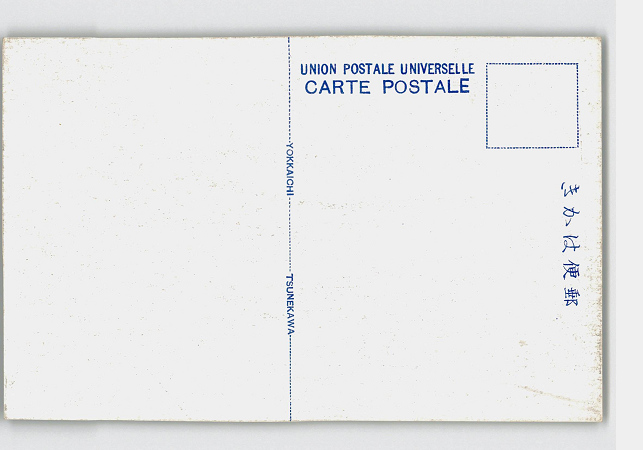 UNION POSTALE UNIVERSELLE
CARTE POSTALE
YOKKAICHI TSUNEKAWA
郵便はかき